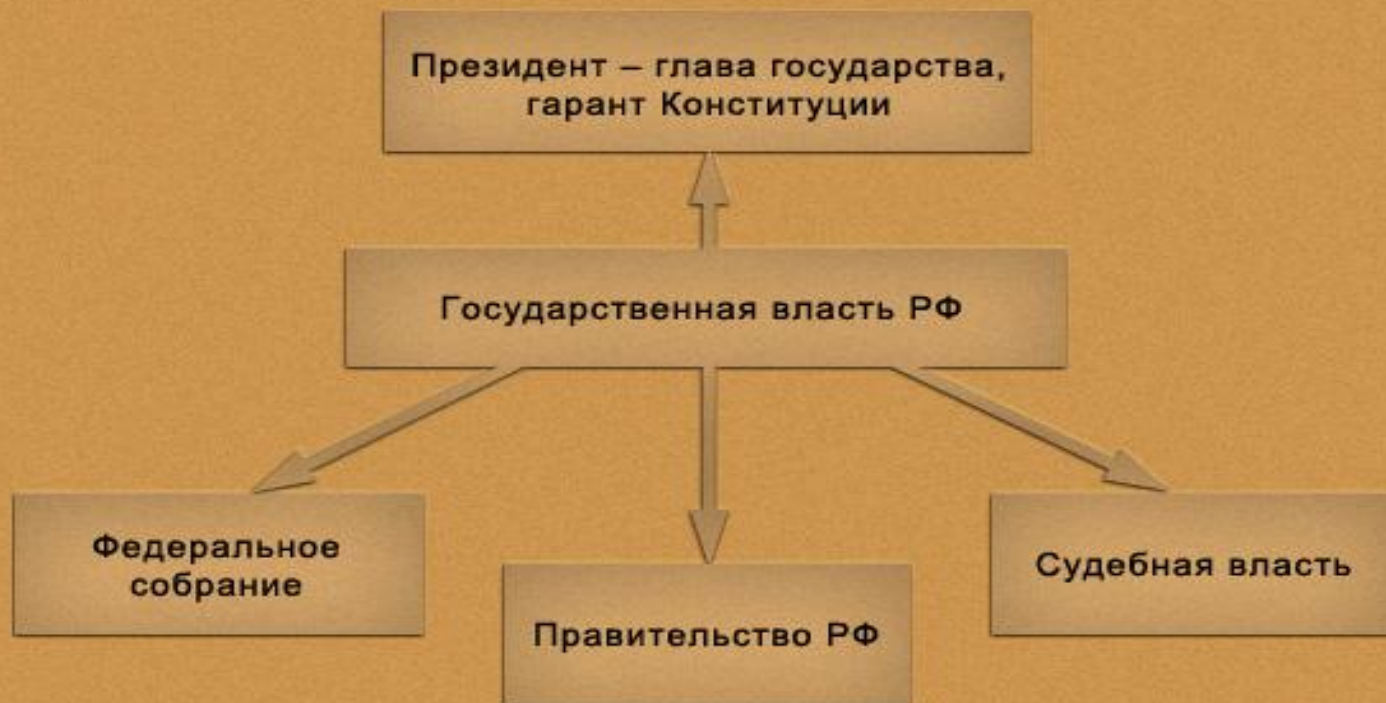 Президент – глава государства,
гарант Конституции
Государственная власть РФ
Федеральное
собрание
Правительство РФ
Судебная власть